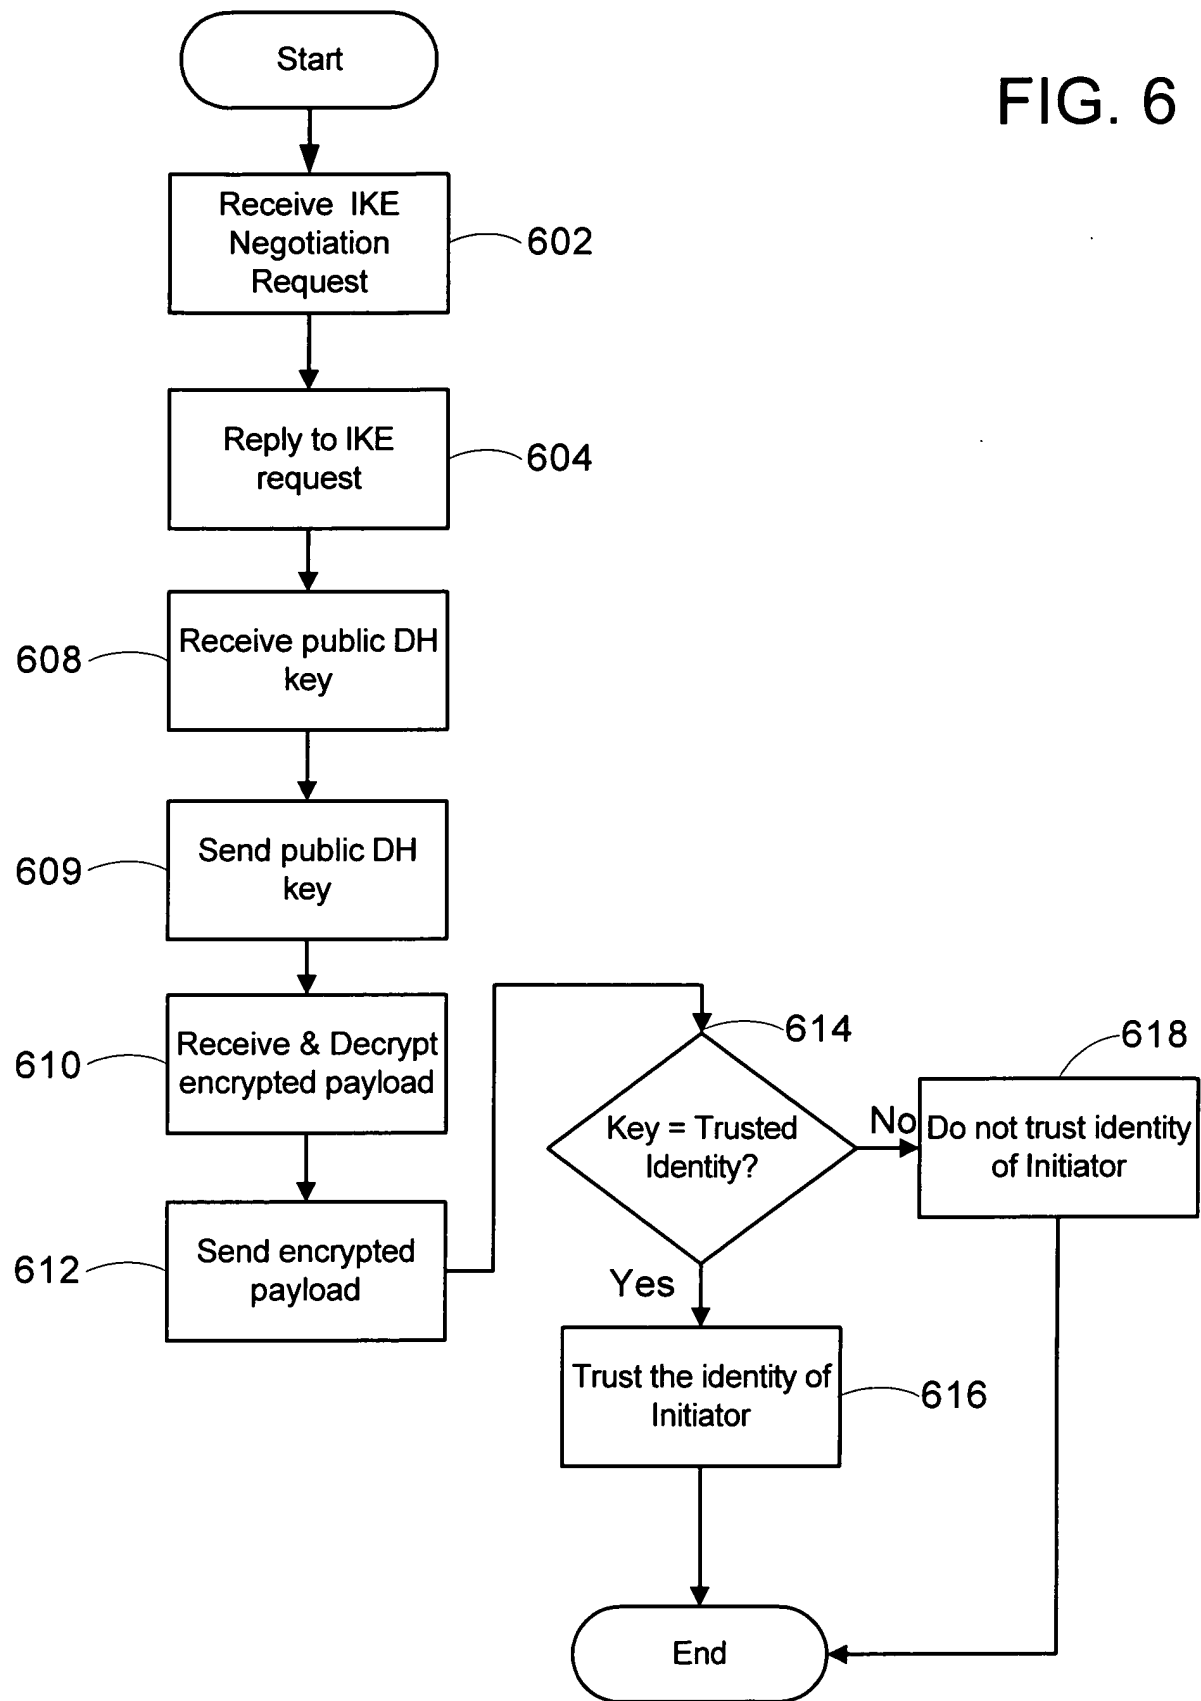 Start
FIG. 6
Receive IKE
Negotiation
Request
602
Reply to IKE
request
604
Receive public DH
key
608
Send public DH
key
609
Receive & Decrypt
encrypted payload
610
Send encrypted
payload
612
614
Key = Trusted
Identity?
No
618
Do not trust identity
of Initiator
Yes
Trust the identity of
Initiator
616
End